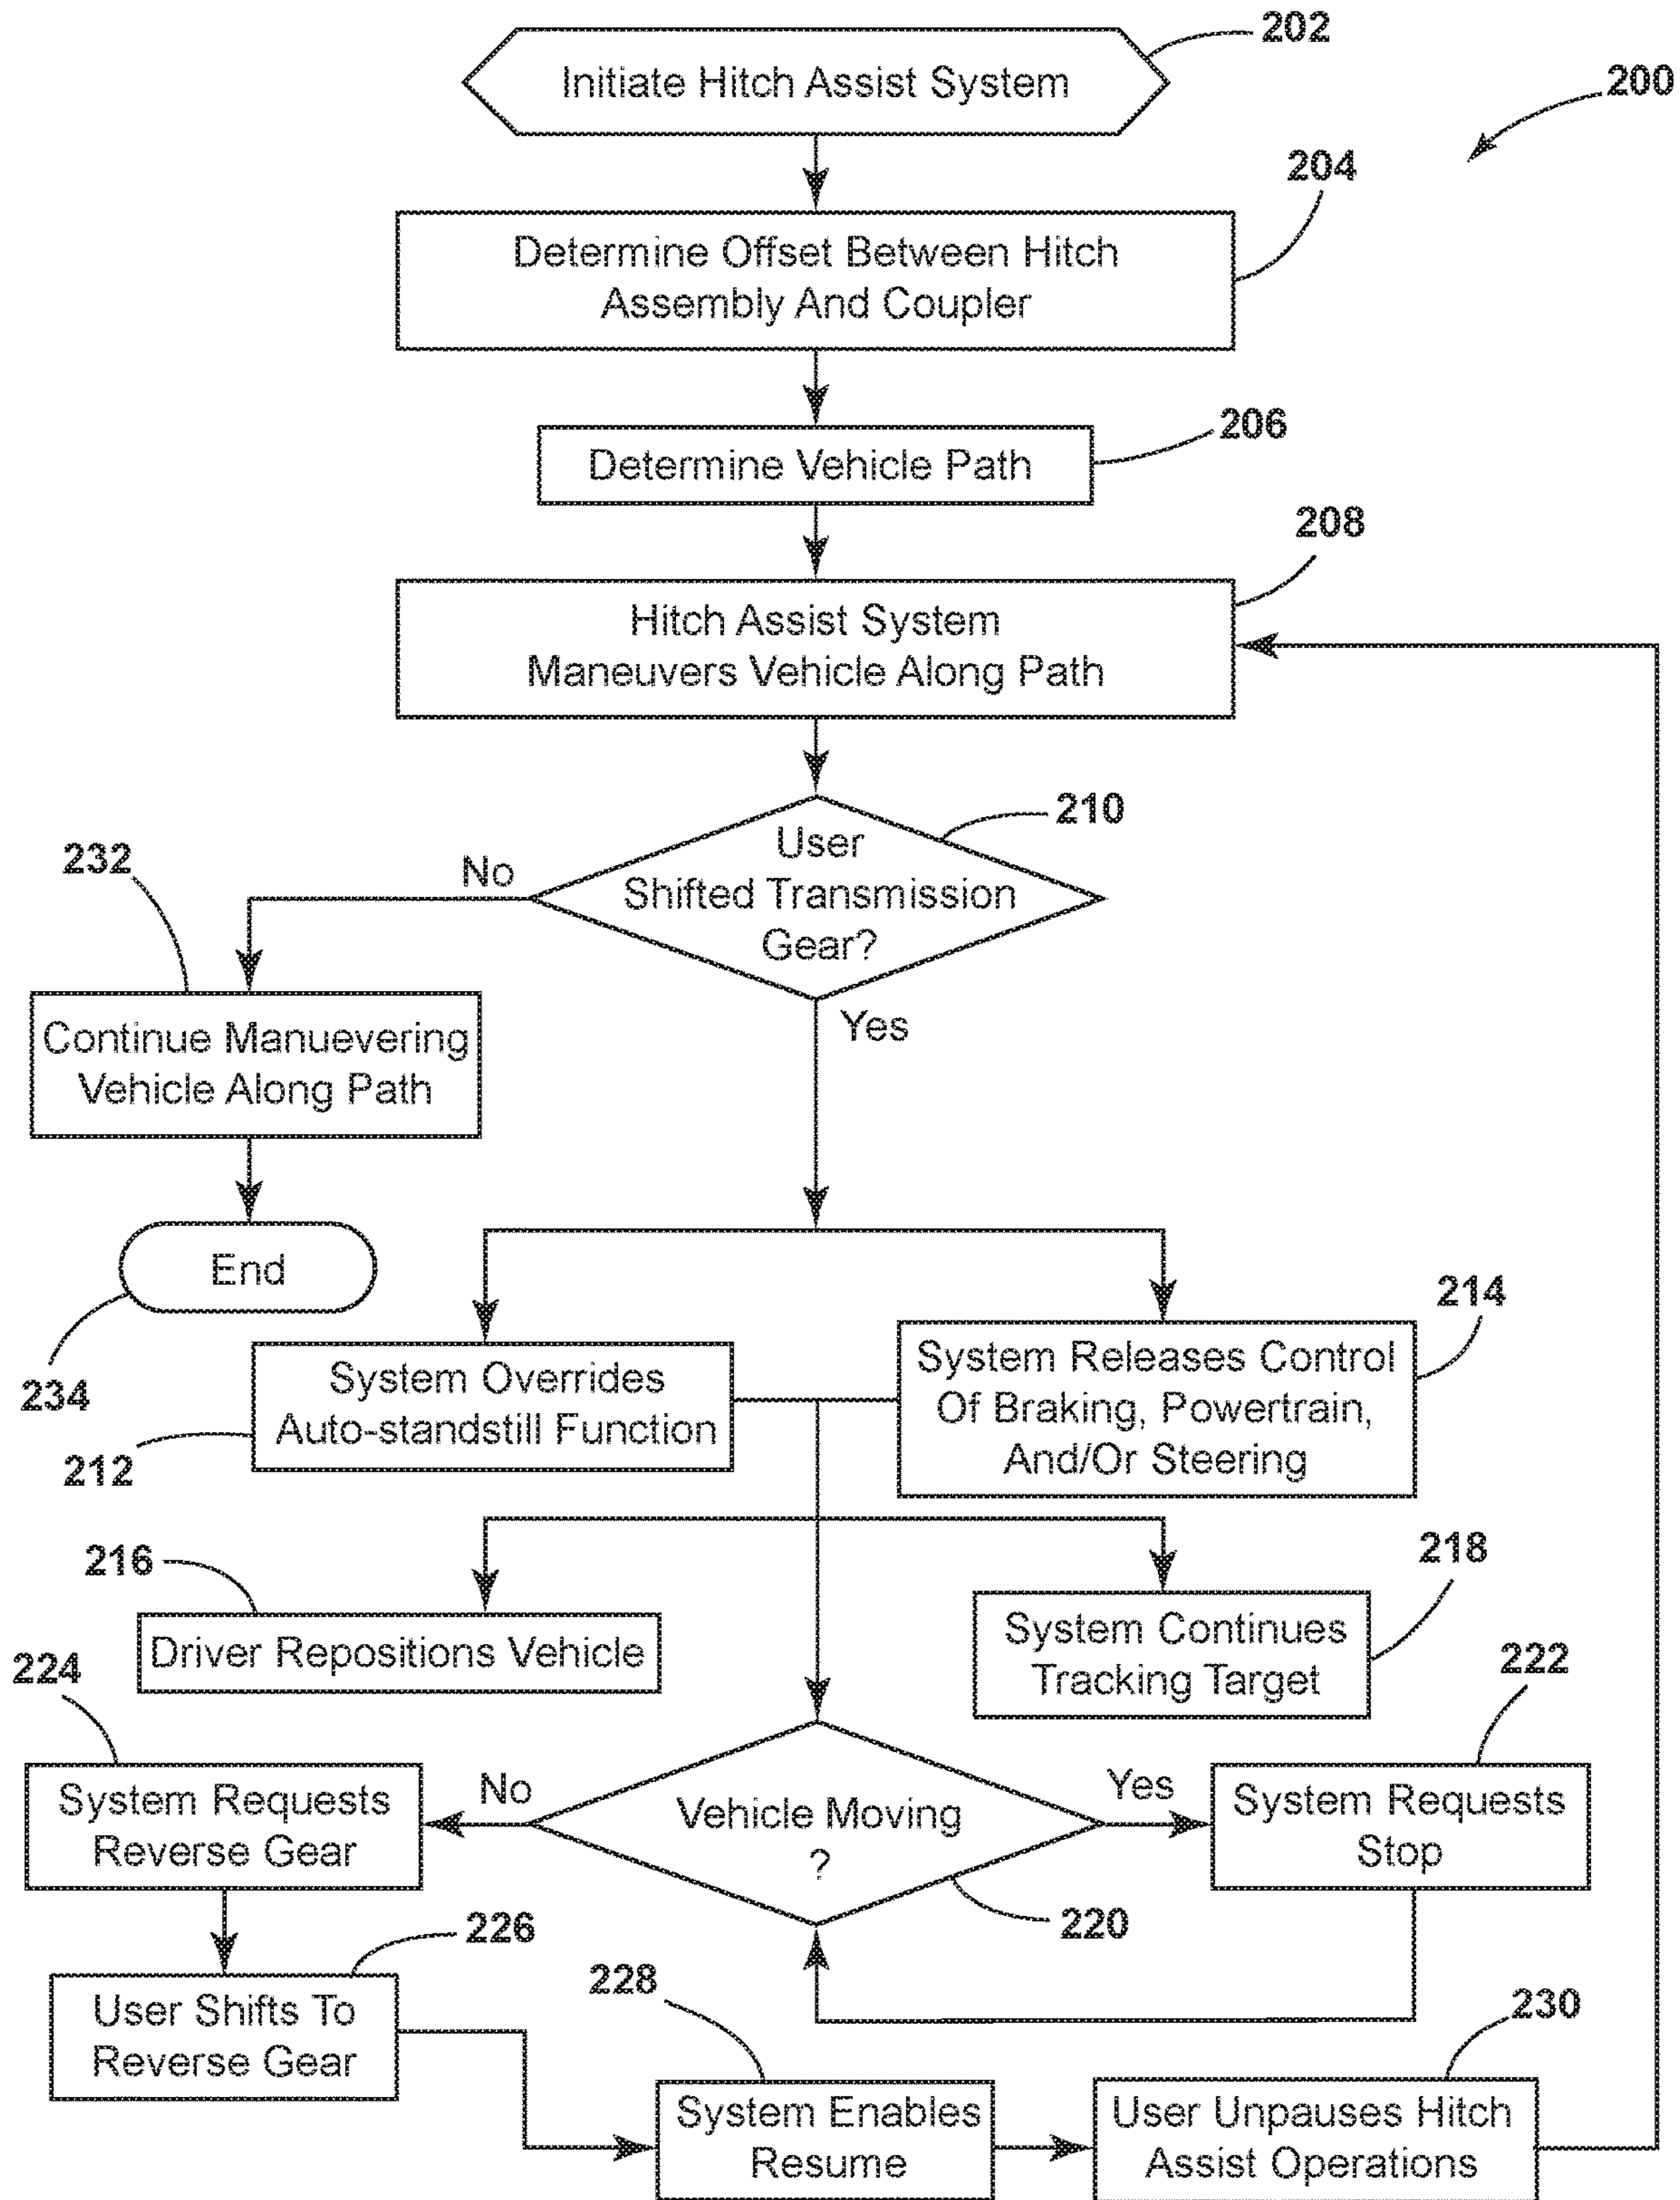 202
Initiate Hitch Assist System
200
204
Determine Offset Between Hitch
Assembly And Coupler
206
Determine Vehicle Path
208
Hitch Assist System
Maneuvers Vehicle Along Path
210
User
Shifted Transmission
Gear?
No
Yes
232
Continue Manuevering
Vehicle Along Path
End
234
System Overrides
Auto-standstill Function
212
214
System Releases Control
Of Braking, Powertrain,
And/Or Steering
216
Driver Repositions Vehicle
218
System Continues
Tracking Target
224
System Requests
Reverse Gear
No
Vehicle Moving
?
Yes
220
222
System Requests
Stop
226
User Shifts To
Reverse Gear
228
System Enables
Resume
230
User Unpauses Hitch
Assist Operations